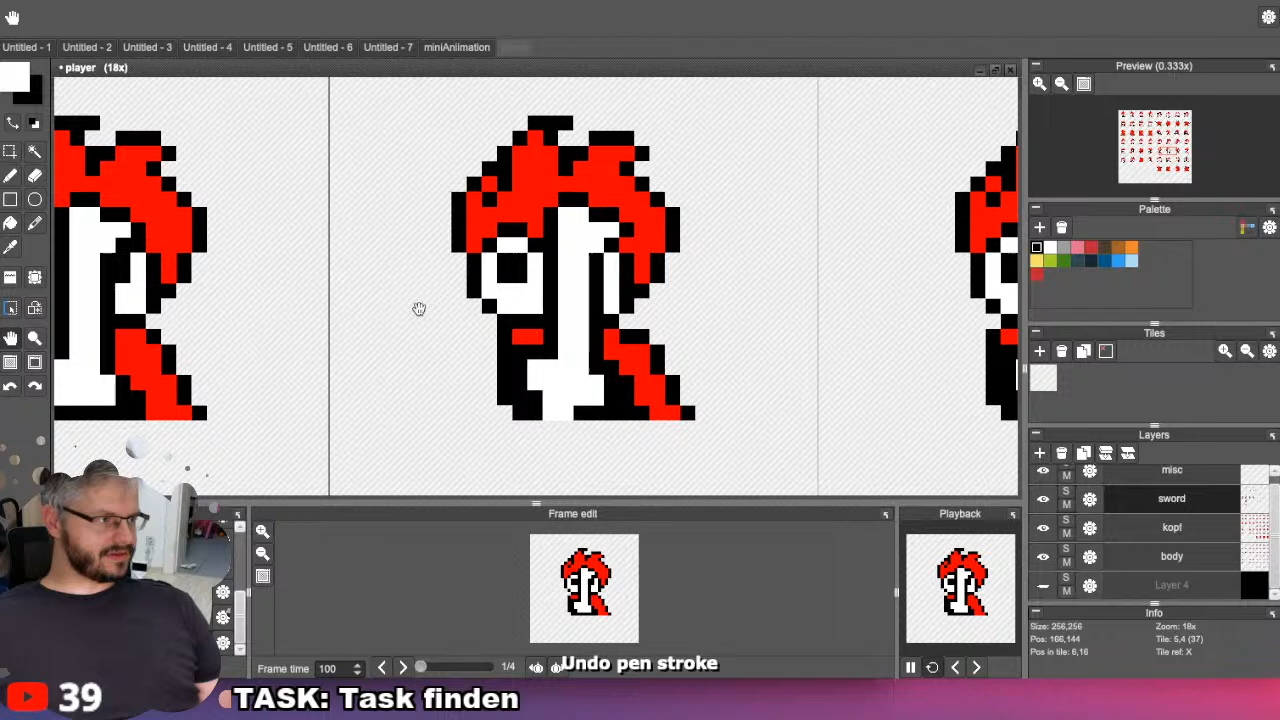 Untitled - 1 Untitled - 2 Untitled - 3 Untitled - 4 Untitled - 5 Untitled - 6 Untitled - 7 miniAniimation
• player (18x)
Preview (0.333x)
Palette
Tiles
Layers
S
M misc
S
M sword
S
M kopf
S
M body
S
M Layer 4
Frame edit
Playback
Info
Size: 256,256 Zoom: 18x
Pos: 166,144 Tile: 5,4 (37)
Pos in tile: 6,16 Tile ref: X
Frame time 100 1/4
Undo pen stroke
39 TASK: Task finden